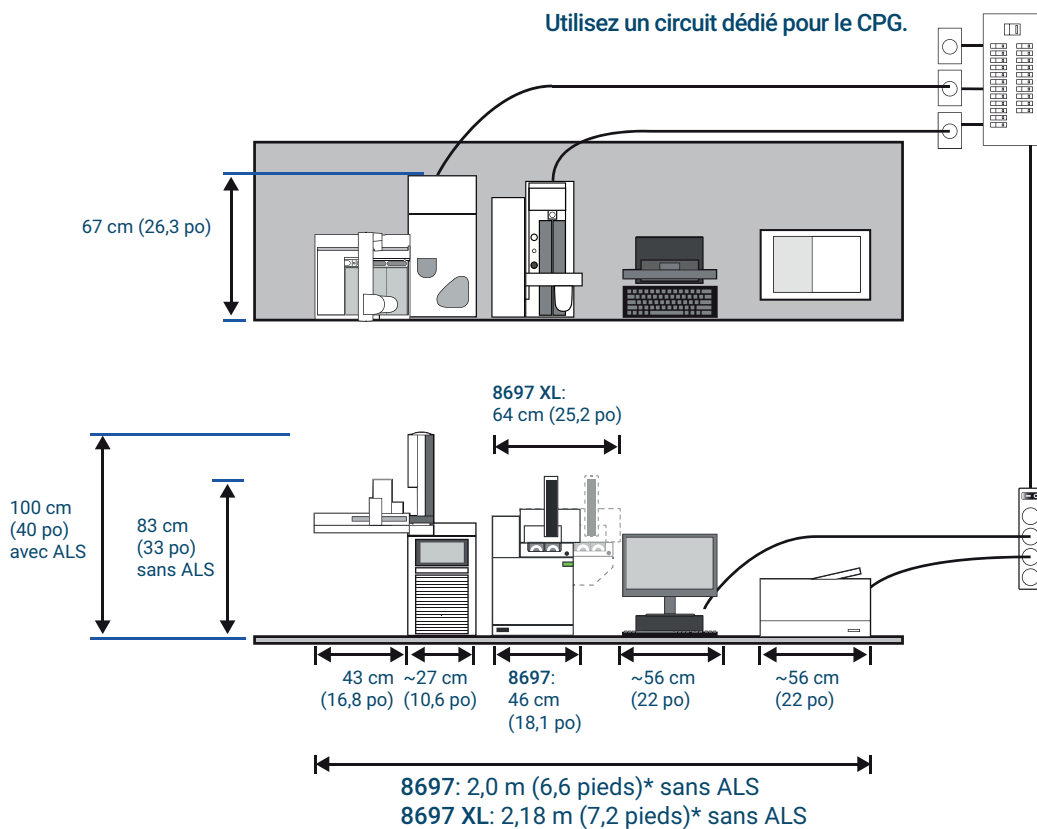 Utilisez un circuit dédié pour le CPG.
67 cm (26,3 po)
8697 XL:
64 cm (25,2 po)
100 cm
(40 po)
avec ALS
83 cm
(33 po)
sans ALS
43 cm
(16,8 po)
~27 cm
(10,6 po)
8697:
46 cm
(18,1 po)
~56 cm
(22 po)
~56 cm
(22 po)
8697: 2,0 m (6,6 pieds)* sans ALS
8697 XL: 2,18 m (7,2 pieds)* sans ALS